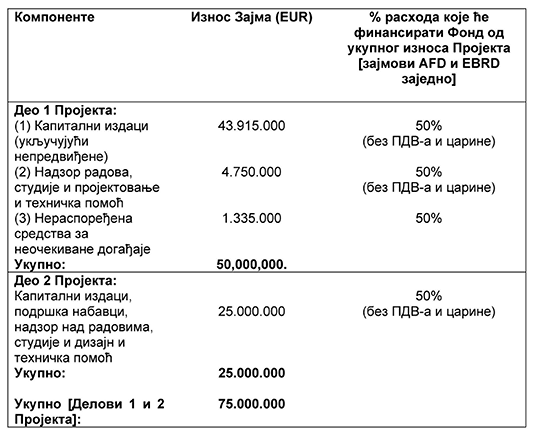 Компоненте Износ Зајма (EUR) % расхода које ће
финансирати Фонд од
укупног износа Пројекта
[зајмови AFD и EBRD
заједно]
Део 1 Пројекта:
(1) Капитални издаци 43.915.000 50%
(укључујући (без ПДВ-а и царине)
непредвиђене)
(2) Надзор радова, 4.750.000 50%
студије и пројектовање (без ПДВ-а и царине)
и техничка помоћ
(3) Нераспоређена 1.335.000 50%
средства за
неочекиване догађаје
Укупно: 50,000,000.
Део 2 Пројекта:
Капитални издаци, 50%
подршка набавци, 25.000.000 (без ПДВ-а и царине)
надзор над радовима,
студије и дизајн и
техничка помоћ
Укупно: 25.000.000
Укупно [Делови 1 и 2 75.000.000
Пројекта]: